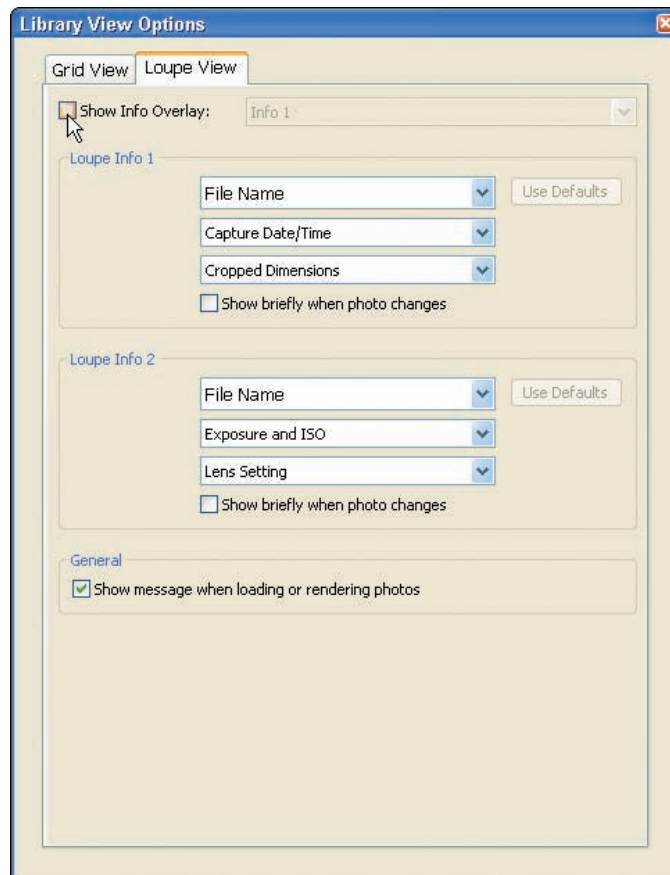 Library View Options
Grid View Loupe View
Show Info Overlay: Info 1
Loupe Info 1
File Name Use Defaults
Capture Date/Time
Cropped Dimensions
Show briefly when photo changes
Loupe Info 2
File Name Use Defaults
Exposure and ISO
Lens Setting
Show briefly when photo changes
General
Show message when loading or rendering photos